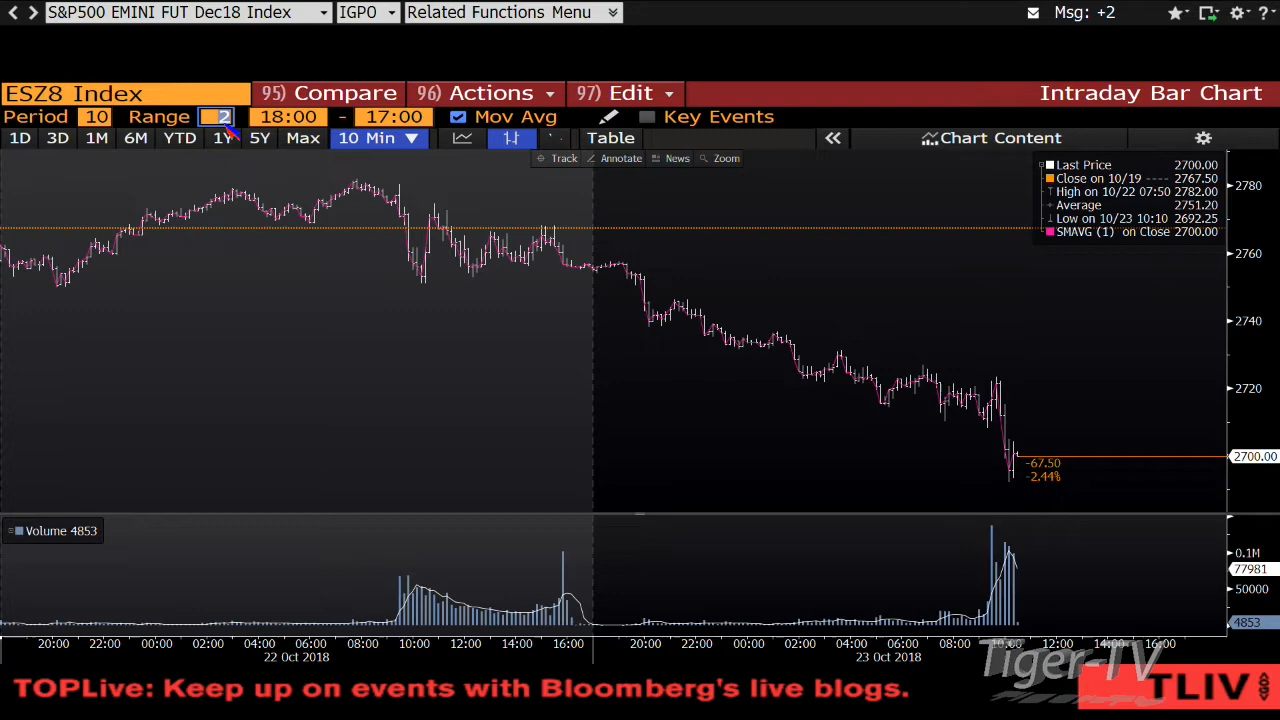 S&P500 EMINI FUT Dec18 Index IGPO Related Functions Menu Msg: +2 ?
ESZ8 Index 95) Compare 96) Actions 97) Edit Intraday Bar Chart
Period 10 Range 2 18:00 - 17:00 Mov Avg Key Events
1D 3D 1M 6M YTD 1Y 5Y Max 10 Min Table Chart Content
Track Annotate News Zoom
Last Price 2700.00
Close on 10/19 ---- 2767.50
High on 10/22 07:50 2782.00
Average 2751.20
Low on 10/23 10:10 2692.25
SMAVG (1) on Close 2700.00
2780
2760
2740
2720
2700.00
-67.50
-2.44%
Volume 4853
0.1M
77981
50000
4853
20:00 22:00 00:00 02:00 04:00 06:00 08:00 10:00 12:00 14:00 16:00 20:00 22:00 00:00 02:00 04:00 06:00 08:00 10:00 12:00 14:00 16:00
22 Oct 2018 23 Oct 2018
Tiger-TV
TOPLive: Keep up on events with Bloomberg's live blogs. TLIV